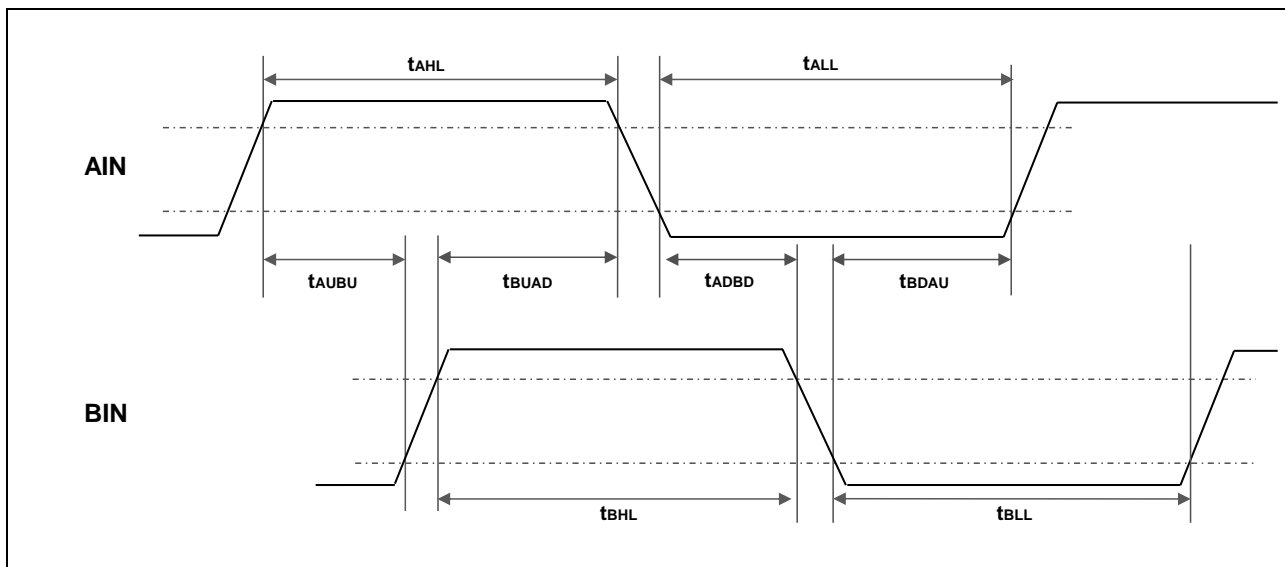 tAHL
tALL
AIN
tAUBU
tBUAD
tADBD
tBDAU
BIN
tBHL
tBLL